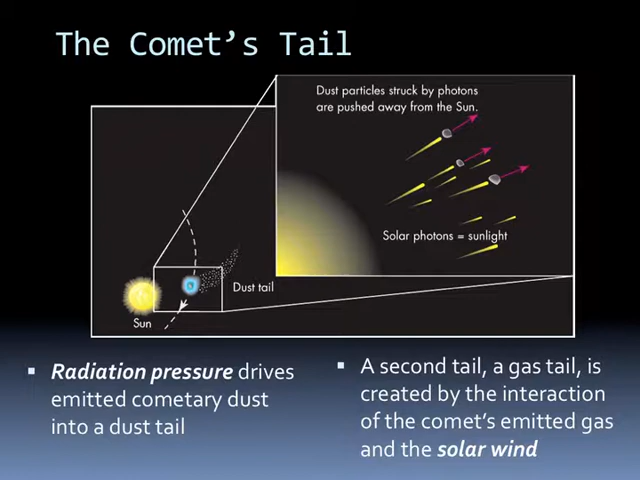 The Comet’s Tail
Dust particles struck by photons
are pushed away from the Sun.
Solar photons = sunlight
Dust tail
Sun
▪ Radiation pressure drives
emitted cometary dust
into a dust tail
▪ A second tail, a gas tail, is
created by the interaction
of the comet’s emitted gas
and the solar wind